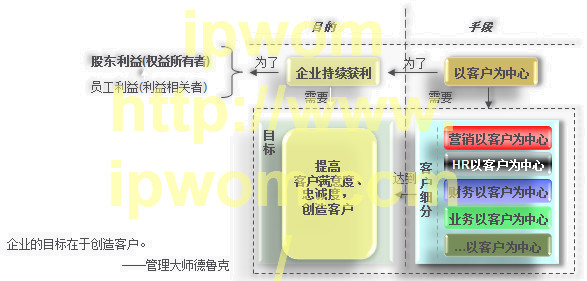 目的
手段
股东利益(权益所有者)
员工利益(利益相关者)
为了
企业持续获利
为了
以客户为中心
需要
需要
目标
提高
客户满意度、
忠诚度，
创造客户
达到
客户细分
营销以客户为中心
HR以客户为中心
财务以客户为中心
业务以客户为中心
...以客户为中心
企业的目标在于创造客户。
——管理大师德鲁克
ipwom
http://www.
ipwom.com
/